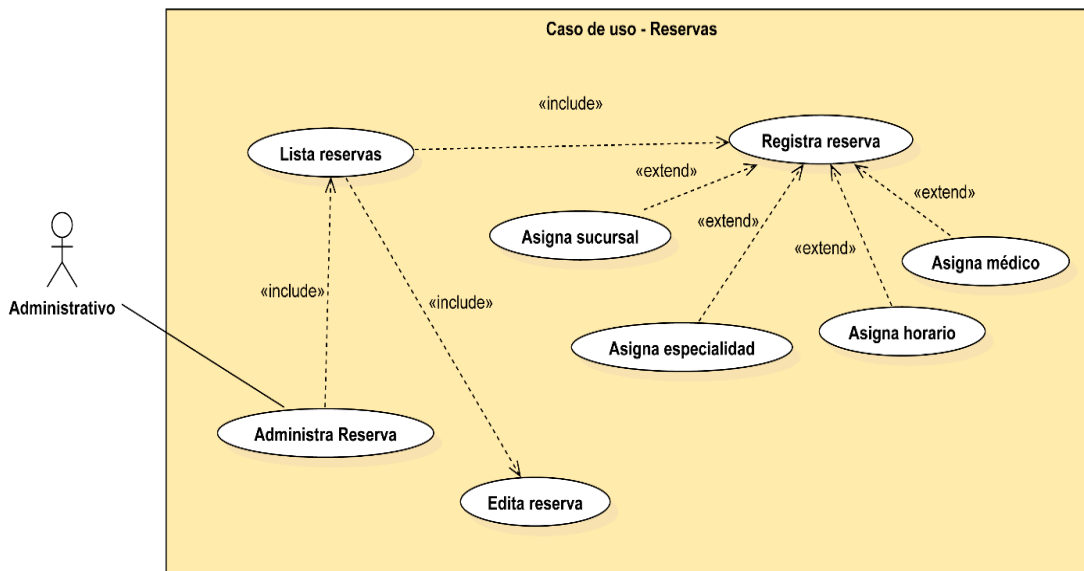 Caso de uso - Reservas
«include»
Lista reservas
Registra reserva
«extend»
«extend»
«extend»
Asigna sucursal
«extend»
Asigna médico
«include»
«include»
Administrativo
Asigna horario
Asigna especialidad
Administra Reserva
Edita reserva